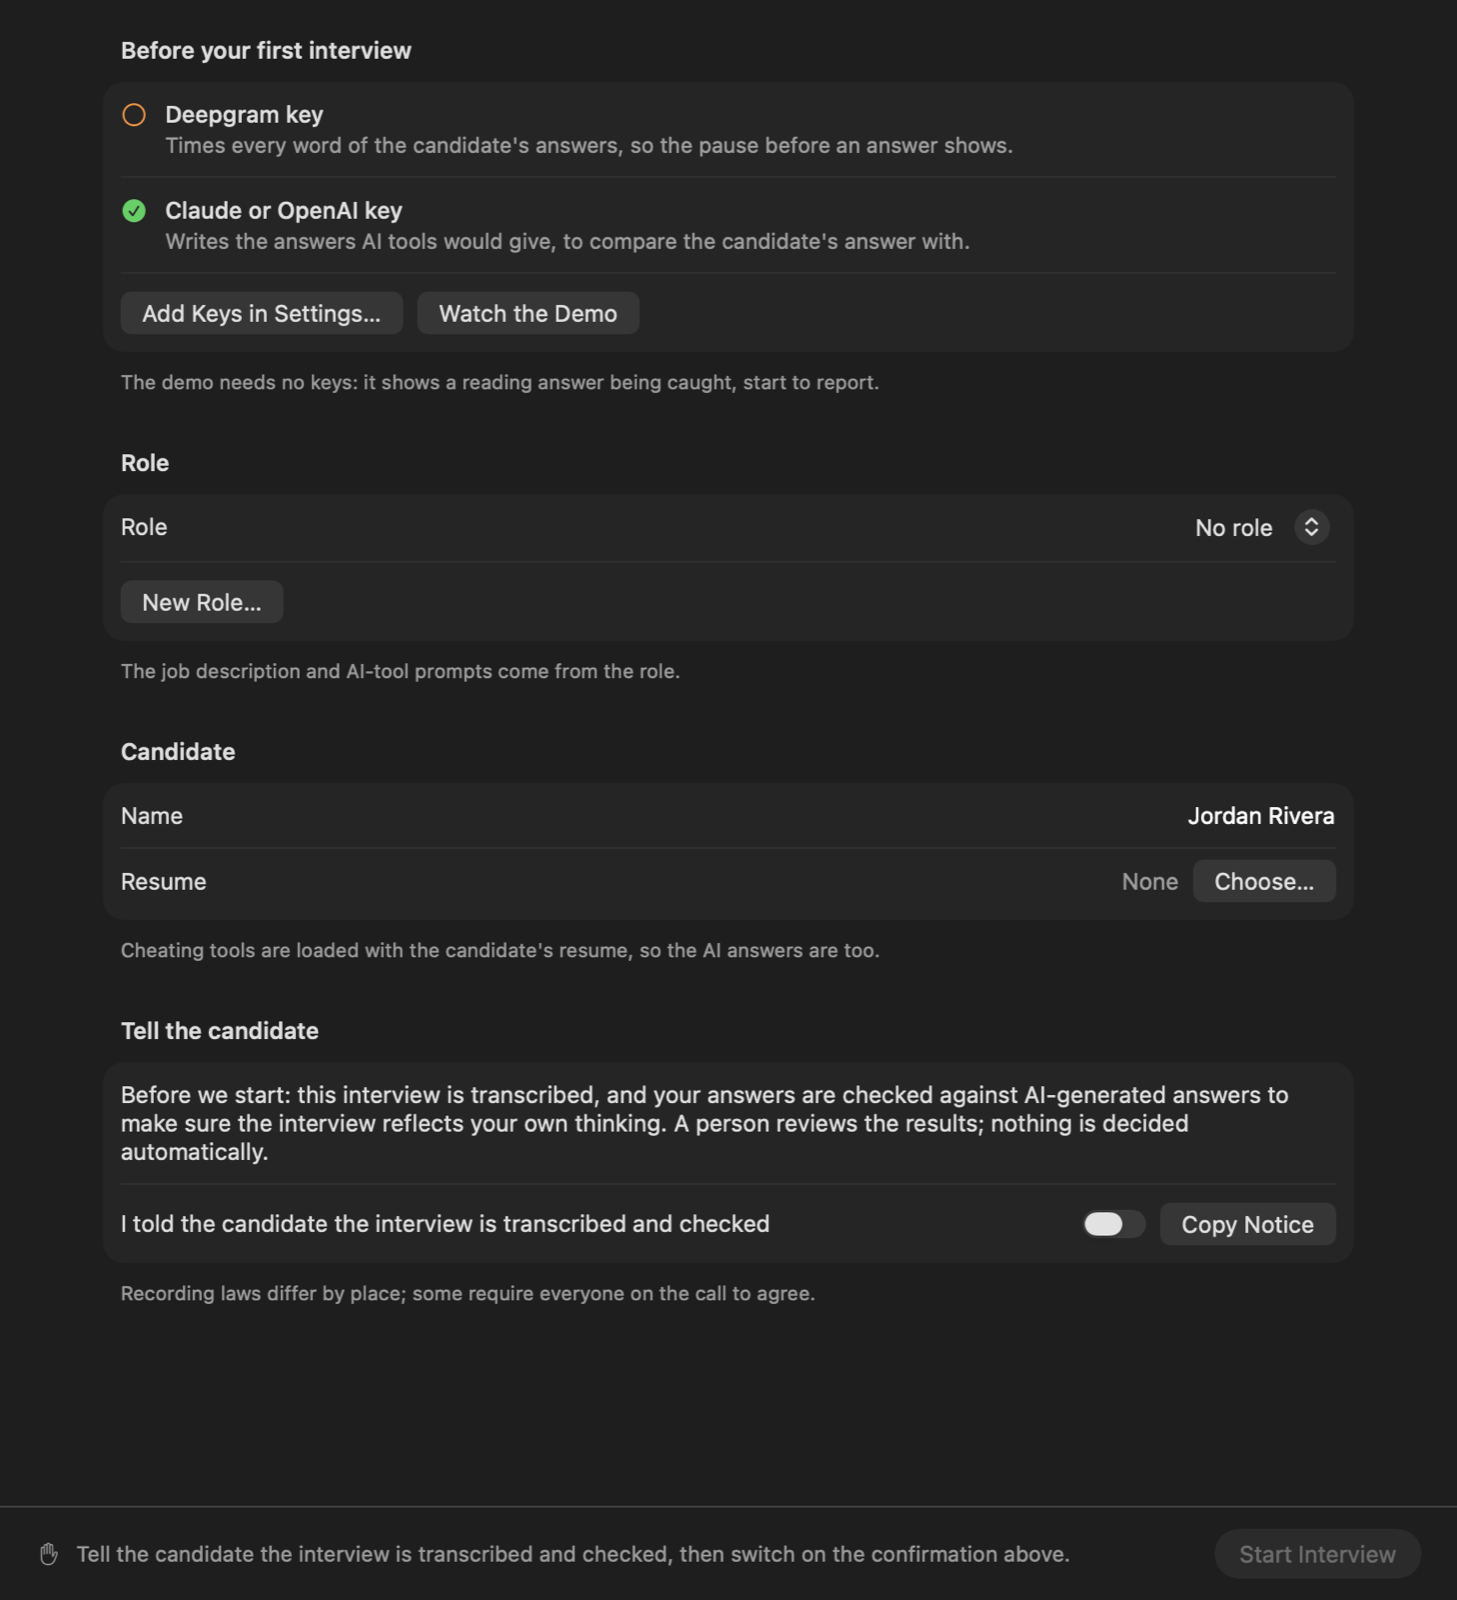 Before your first interview
Deepgram key
Times every word of the candidate's answers, so the pause before an answer shows.
Claude or OpenAI key
Writes the answers AI tools would give, to compare the candidate's answer with.
Add Keys in Settings...
Watch the Demo
The demo needs no keys: it shows a reading answer being caught, start to report.
Role
Role
No role
New Role...
The job description and AI-tool prompts come from the role.
Candidate
Name
Jordan Rivera
Resume
None
Choose...
Cheating tools are loaded with the candidate's resume, so the AI answers are too.
Tell the candidate
Before we start: this interview is transcribed, and your answers are checked against AI-generated answers to
make sure the interview reflects your own thinking. A person reviews the results; nothing is decided
automatically.
I told the candidate the interview is transcribed and checked
Copy Notice
Recording laws differ by place; some require everyone on the call to agree.
Tell the candidate the interview is transcribed and checked, then switch on the confirmation above.
Start Interview